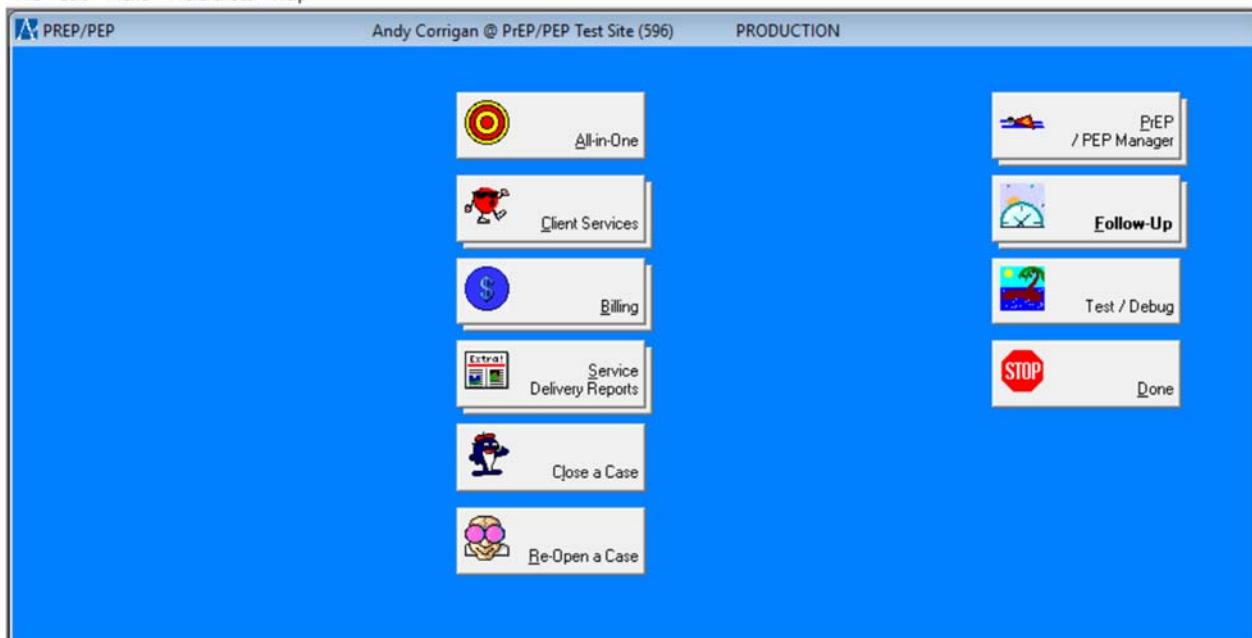 PREP/PEP Andy Corrigan @ PrEP/PEP Test Site (596) PRODUCTION
All-in-One
Client Services
$
Billing
Extra!
Service
Delivery Reports
Close a Case
Re-Open a Case
PrEP
/ PEP Manager
Follow-Up
Test / Debug
STOP
Done